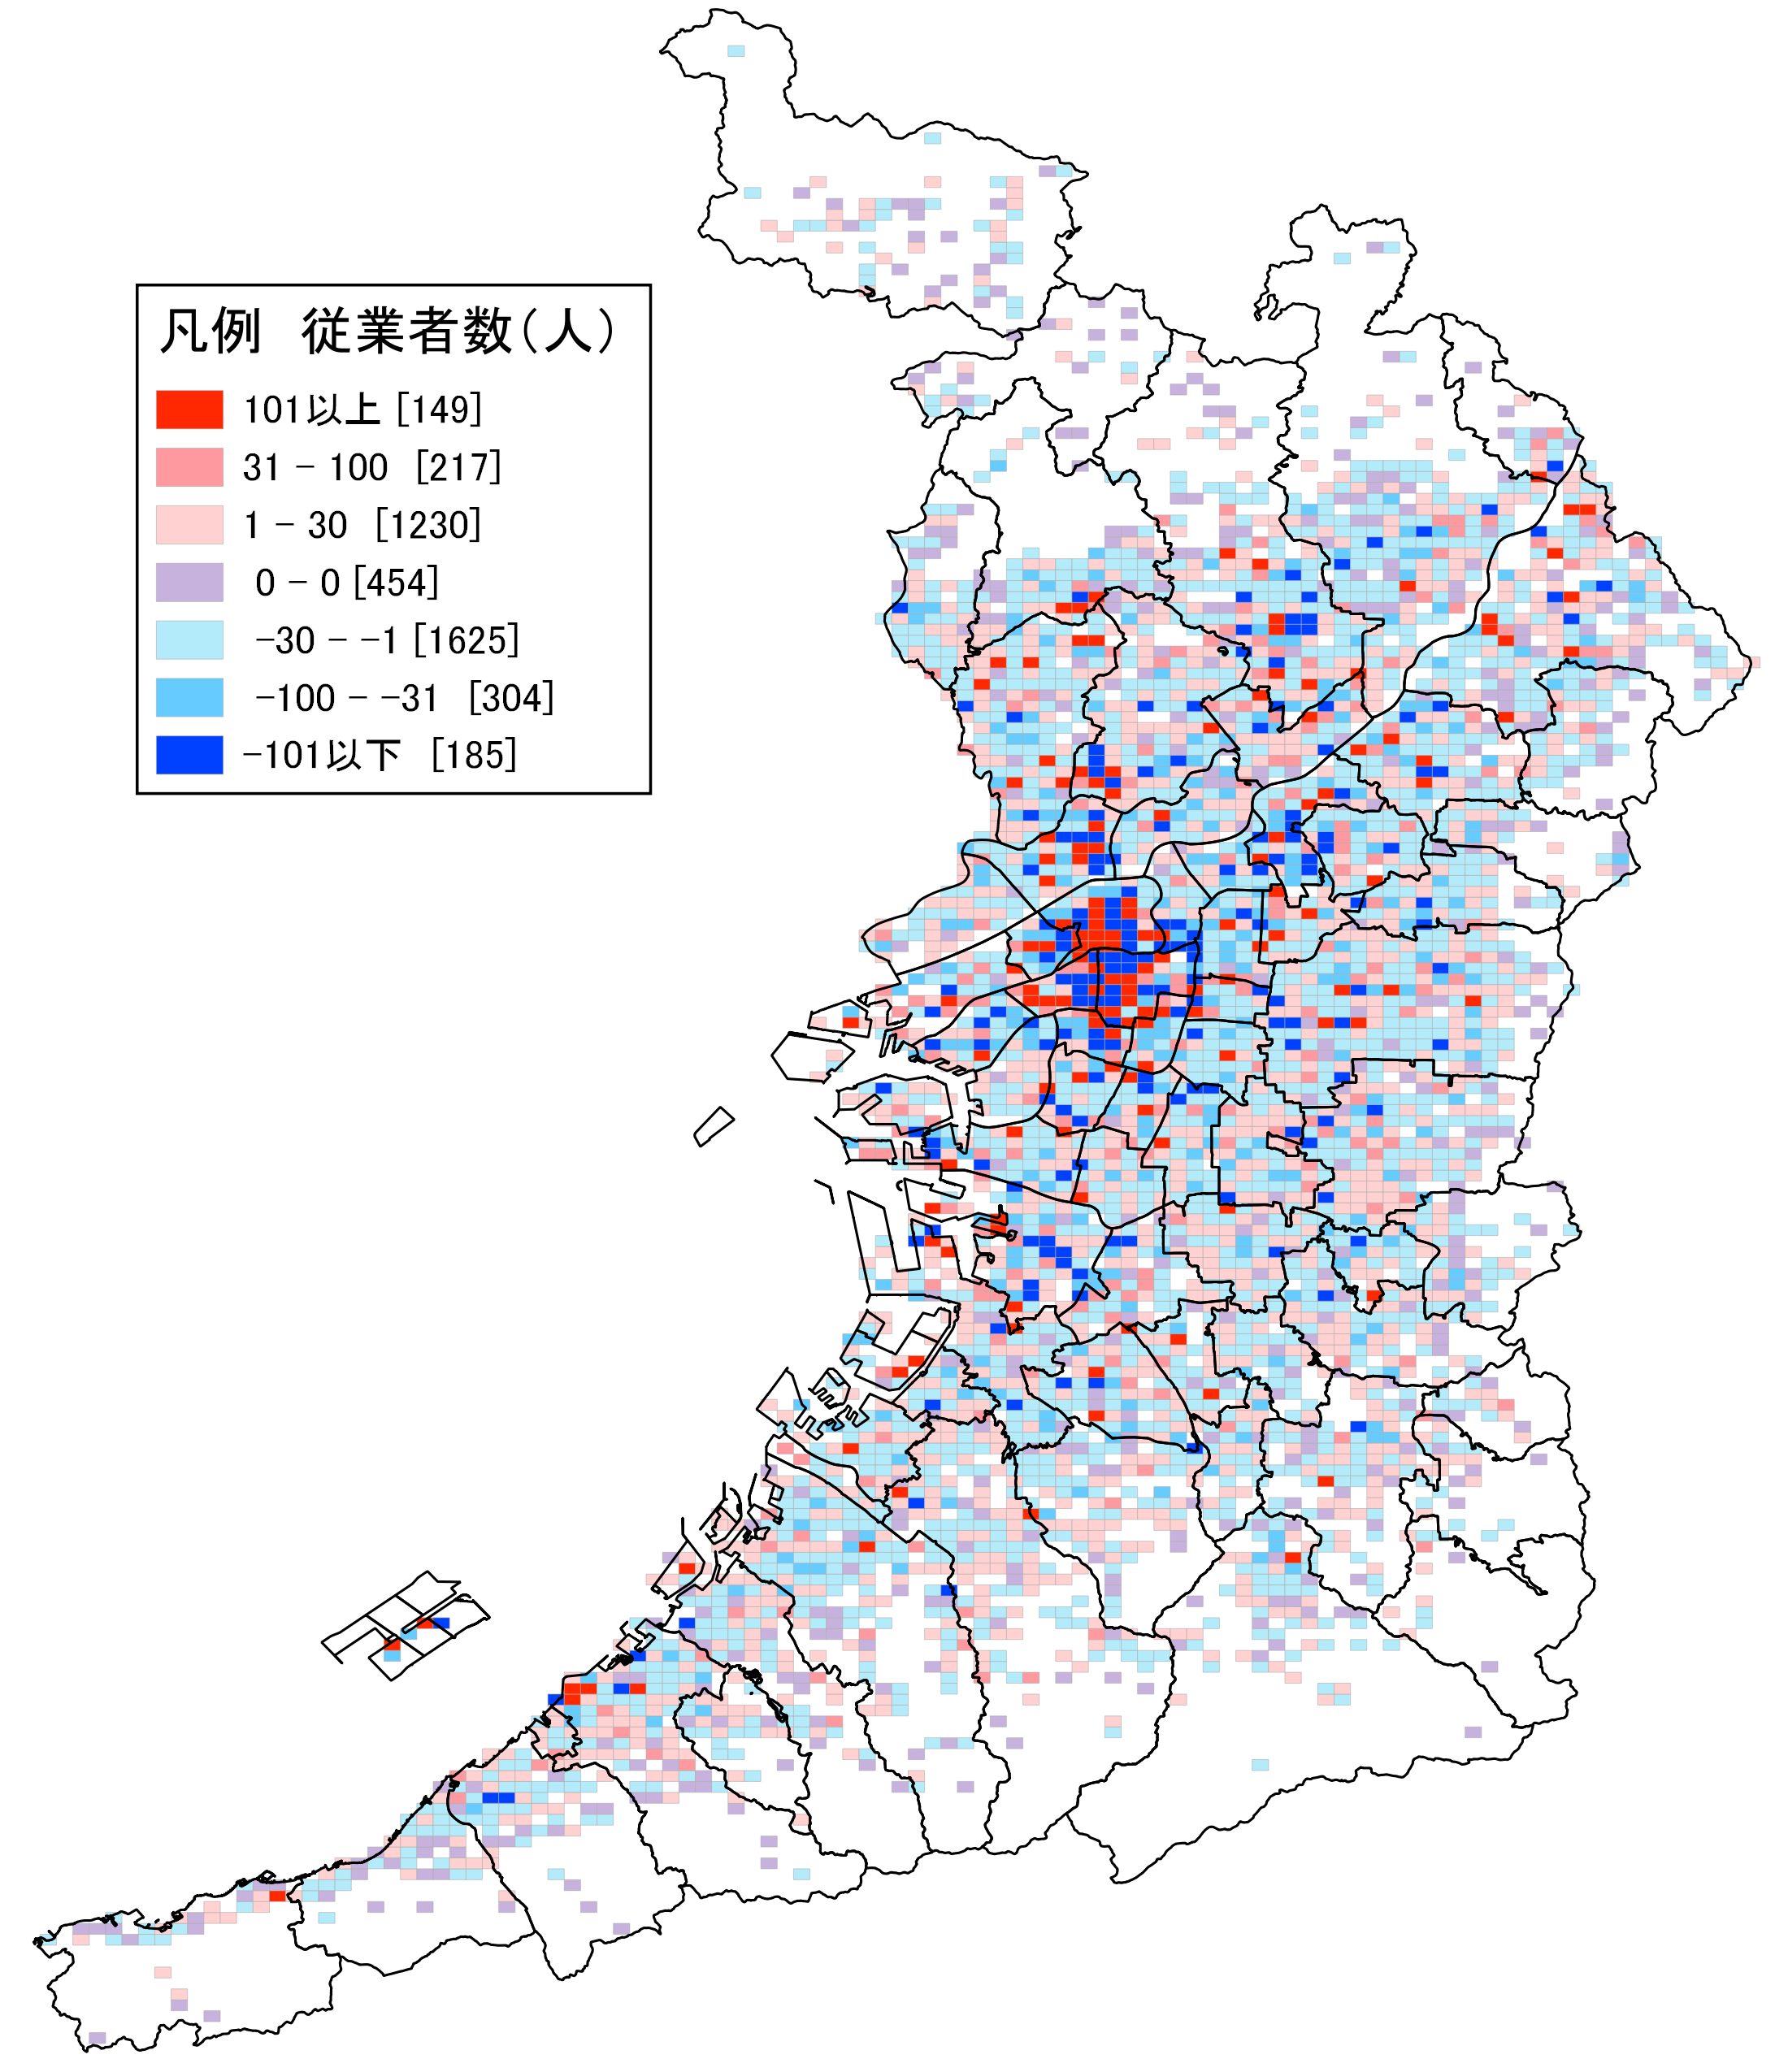 凡例　従業者数(人)
101以上 [149]
31 - 100 [217]
1 - 30 [1230]
0 - 0 [454]
-30 - -1 [1625]
-100 - -31 [304]
-101以下 [185]